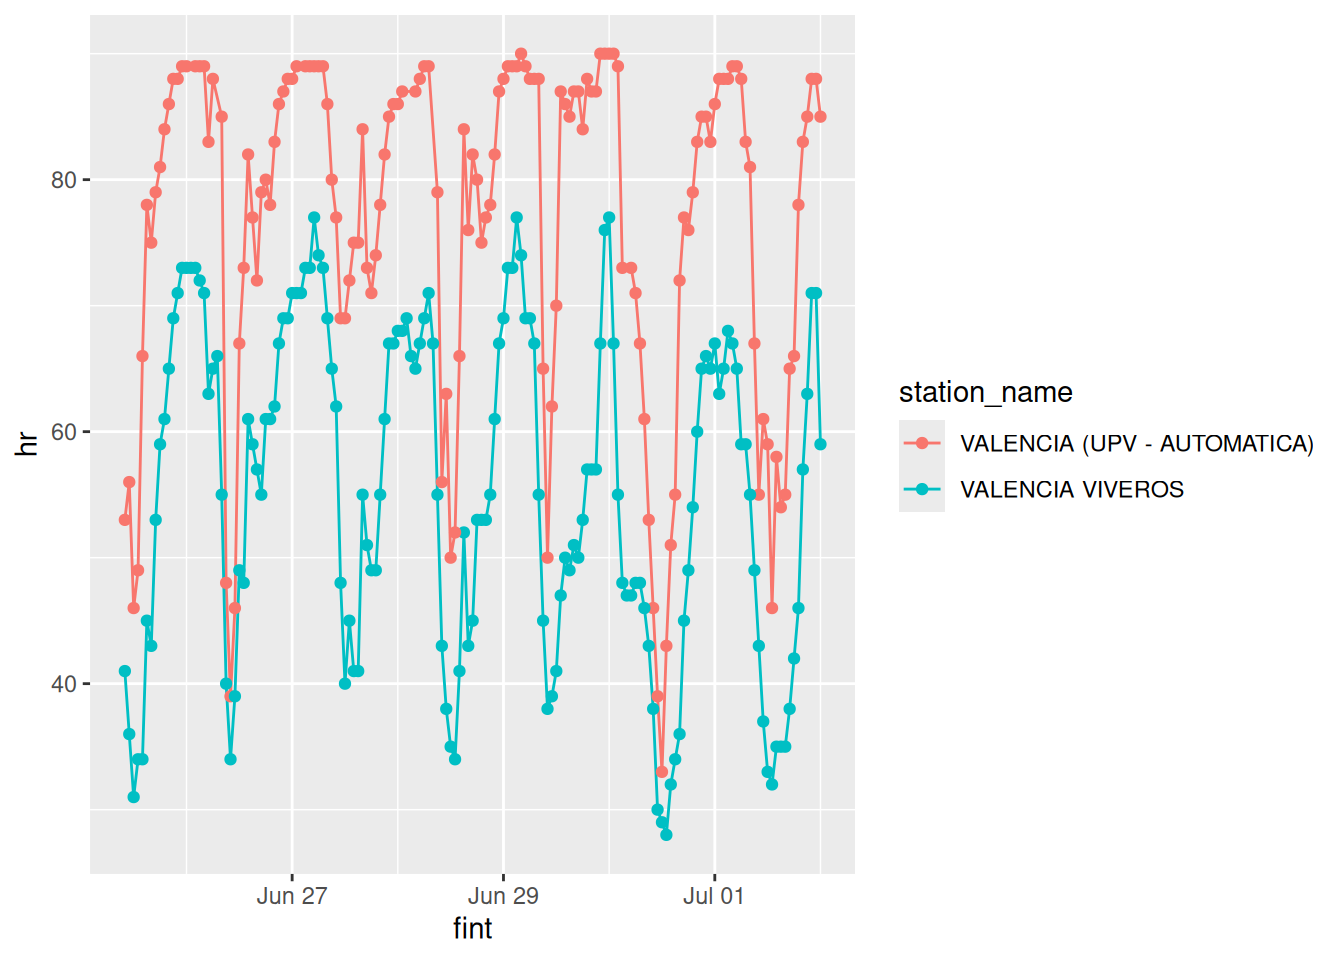 80
60
40
hr
Jun 27
Jun 29
Jul 01
fint
station_name
VALENCIA (UPV - AUTOMATICA)
VALENCIA VIVEROS